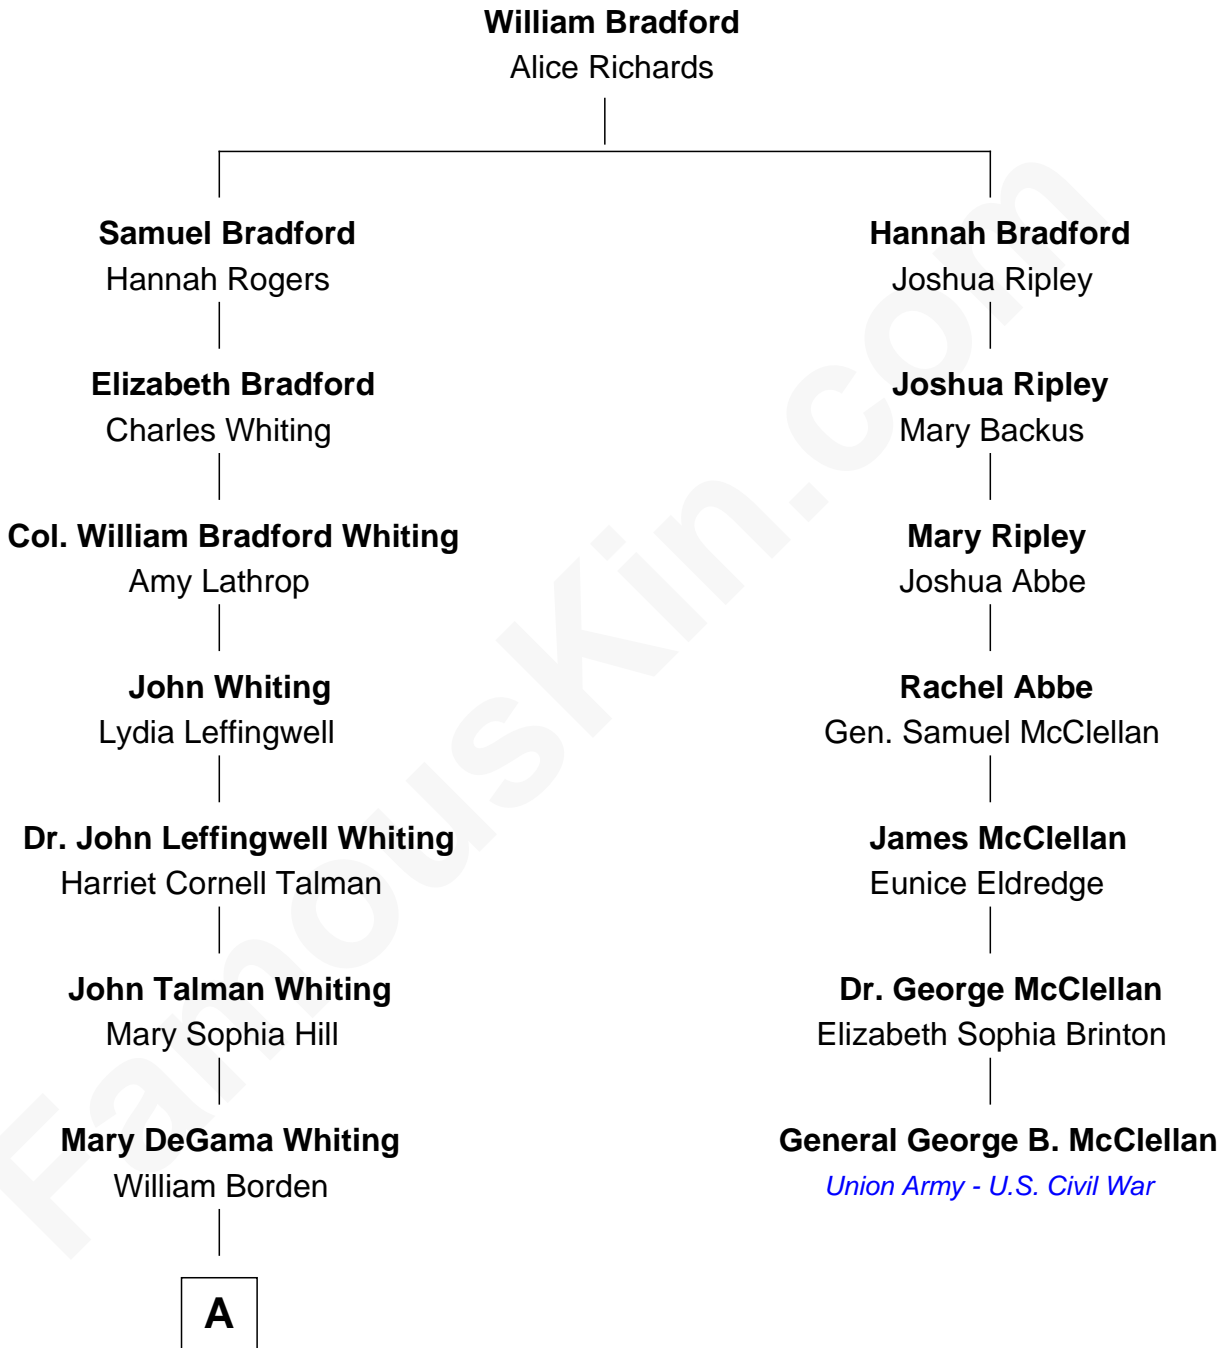 William Bradford
Alice Richards
Samuel Bradford
Hannah Rogers
Hannah Bradford
Joshua Ripley
Elizabeth Bradford
Charles Whiting
Joshua Ripley
Mary Backus
Col. William Bradford Whiting
Amy Lathrop
Mary Ripley
Joshua Abbe
John Whiting
Lydia Leffingwell
Rachel Abbe
Gen. Samuel McClellan
Dr. John Leffingwell Whiting
Harriet Cornell Talman
James McClellan
Eunice Eldredge
John Talman Whiting
Mary Sophia Hill
Dr. George McClellan
Elizabeth Sophia Brinton
Mary DeGama Whiting
William Borden
General George B. McClellan
Union Army - U.S. Civil War
A
FamousKin.com